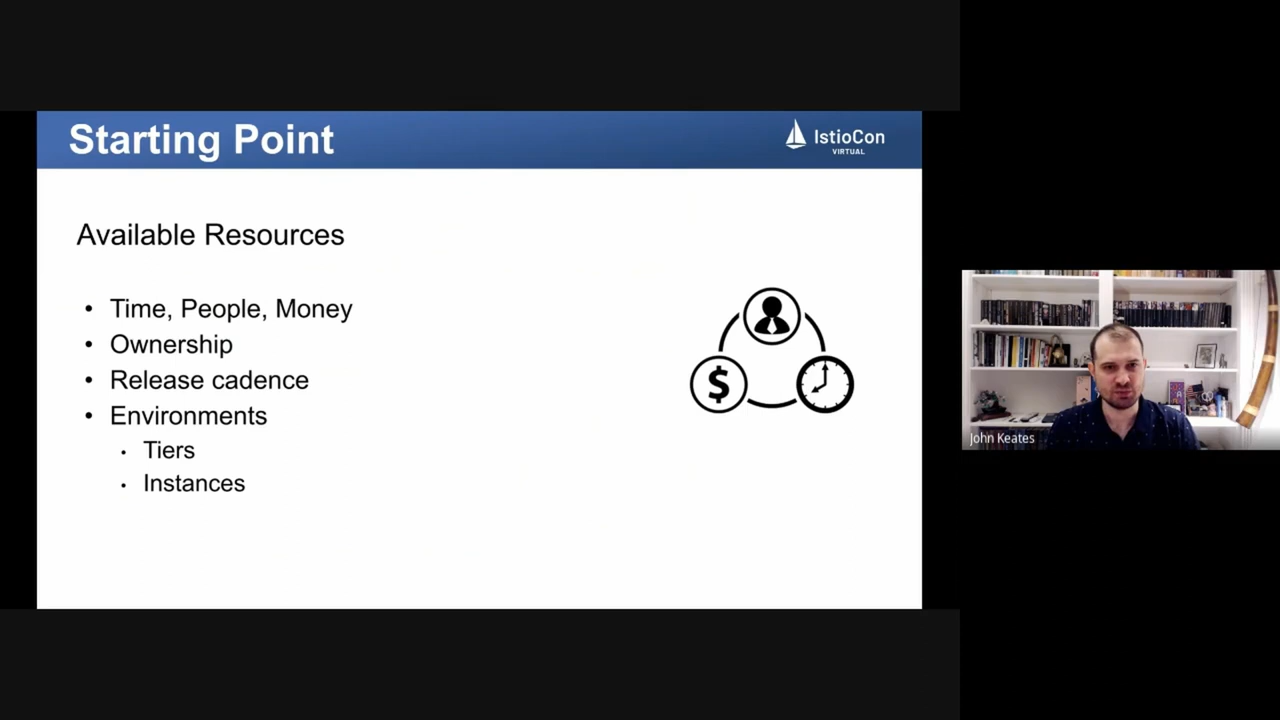 Starting Point
IstioCon
VIRTUAL
Available Resources
• Time, People, Money
• Ownership
• Release cadence
• Environments
• Tiers
• Instances
$
John Keates